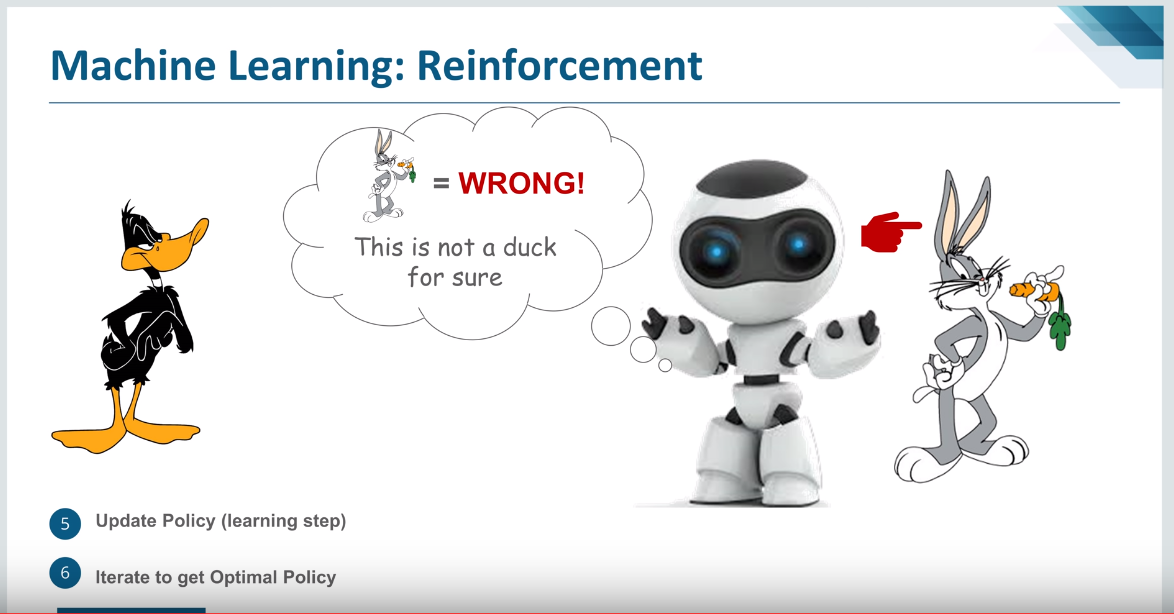 Machine Learning: Reinforcement
= WRONG!
This is not a duck
for sure
5 Update Policy (learning step)
6 Iterate to get Optimal Policy